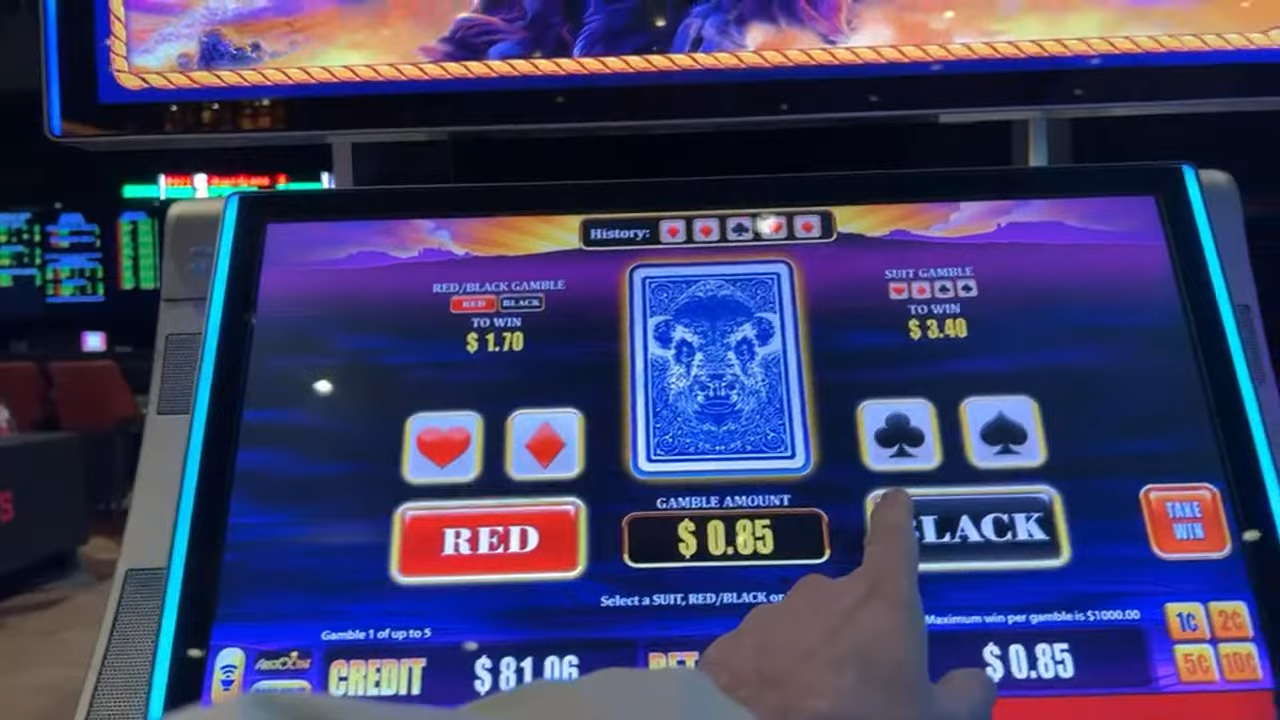 History:
RED/BLACK GAMBLE
RED BLACK
TO WIN
$ 1.70
SUIT GAMBLE
TO WIN
$ 3.40
RED
GAMBLE AMOUNT
$ 0.85
LACK
TAKE
WIN
Select a SUIT, RED/BLACK or
Gamble 1 of up to 5
Maximum win per gamble is $1000.00
CREDIT
$81.06
BET
$0.85
1¢ 2¢
5¢ 10¢
S